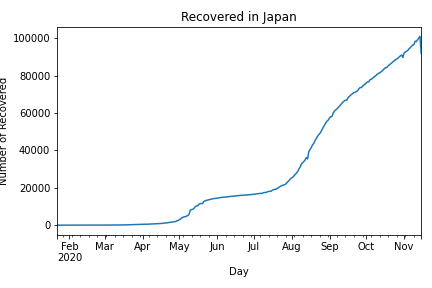 Recovered in Japan
Number of Recovered
100000
80000
60000
40000
20000
0
Feb Mar Apr May Jun Jul Aug Sep Oct Nov
2020
Day